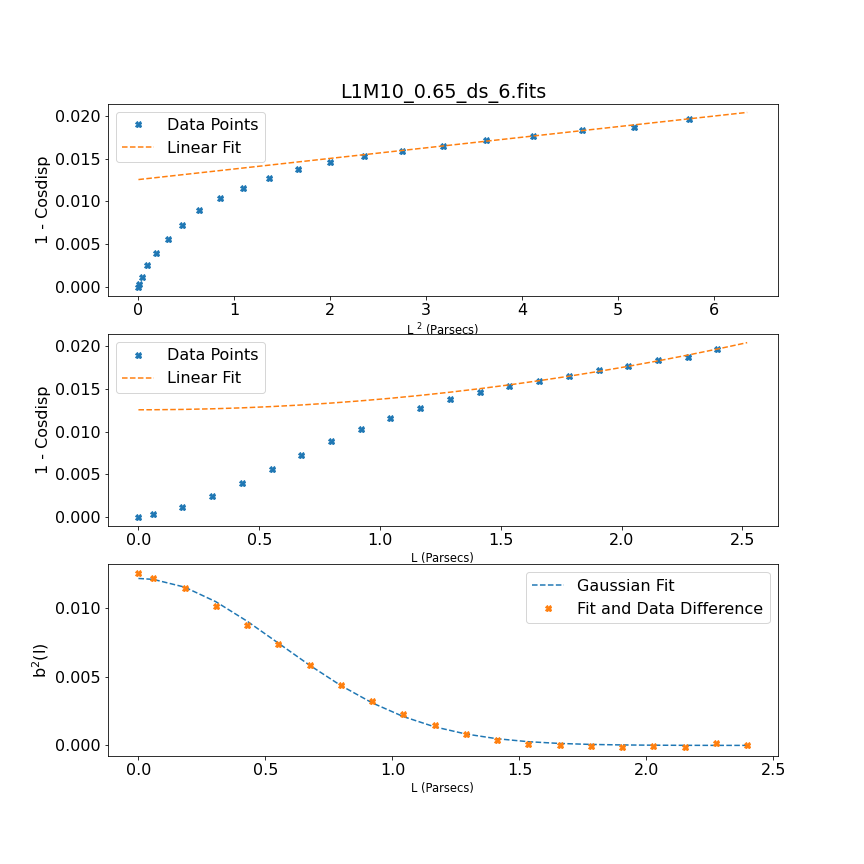 L1M10_0.65_ds_6.fits
0.020
0.015
0.010
0.005
0.000
1 - Cosdisp
Data Points
Linear Fit
0 1 2 3 4 5 6
L ² (Parsecs)
0.020
0.015
0.010
0.005
0.000
1 - Cosdisp
Data Points
Linear Fit
0.0 0.5 1.0 1.5 2.0 2.5
L (Parsecs)
0.010
0.005
0.000
b²(l)
Gaussian Fit
Fit and Data Difference
0.0 0.5 1.0 1.5 2.0 2.5
L (Parsecs)